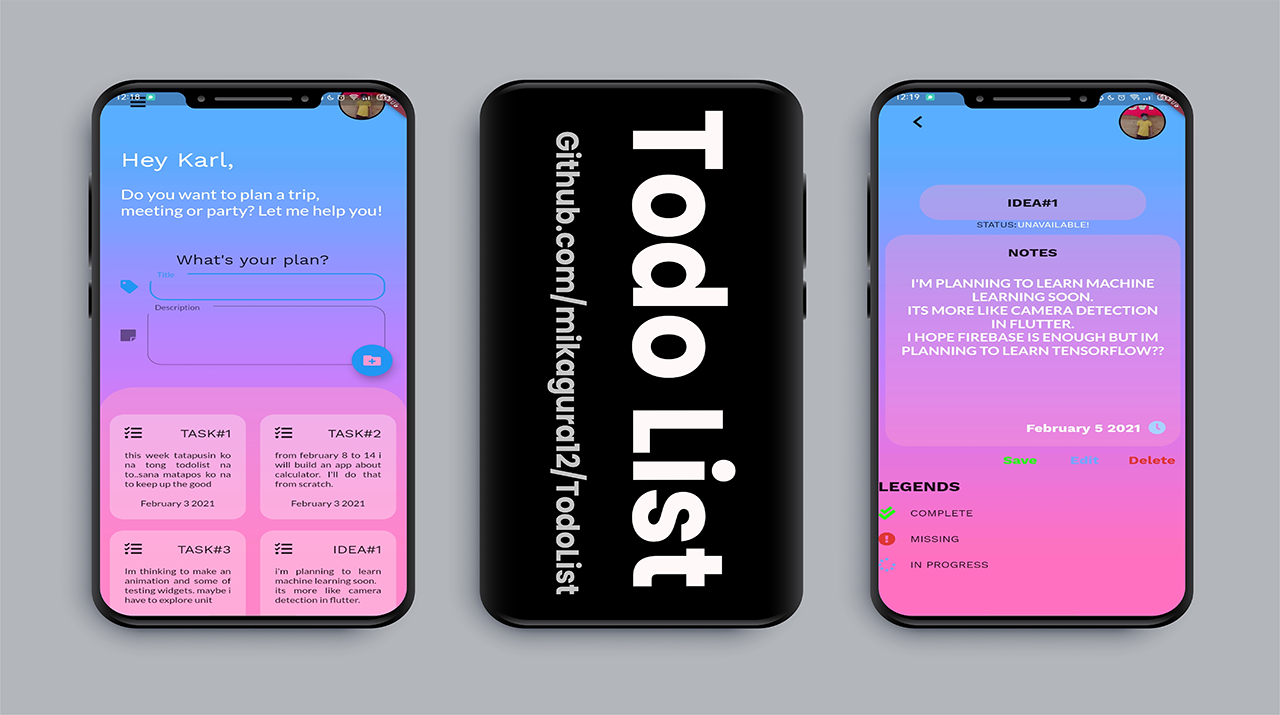 12:18
Hey Karl,
Do you want to plan a trip,
meeting or party? Let me help you!
What's your plan?
Title
Description
TASK#1
this week tatapusin ko
na tong todolist na
to..sana matapos ko na
to keep up the good
February 3 2021
TASK#2
from february 8 to 14 i
will build an app about
calculator. I'll do that
from scratch.
February 3 2021
TASK#3
Im thinking to make an
animation and some of
testing widgets. maybe i
have to explore unit
IDEA#1
i'm planning to learn
machine learning soon.
its more like camera
detection in flutter.
Todo List
Github.com/mikagura12/TodoList
12:19
IDEA#1
STATUS:UNAVAILABLE!
NOTES
I'M PLANNING TO LEARN MACHINE
LEARNING SOON.
ITS MORE LIKE CAMERA DETECTION
IN FLUTTER.
I HOPE FIREBASE IS ENOUGH BUT IM
PLANNING TO LEARN TENSORFLOW??
February 5 2021
Save Edit Delete
LEGENDS
COMPLETE
MISSING
IN PROGRESS